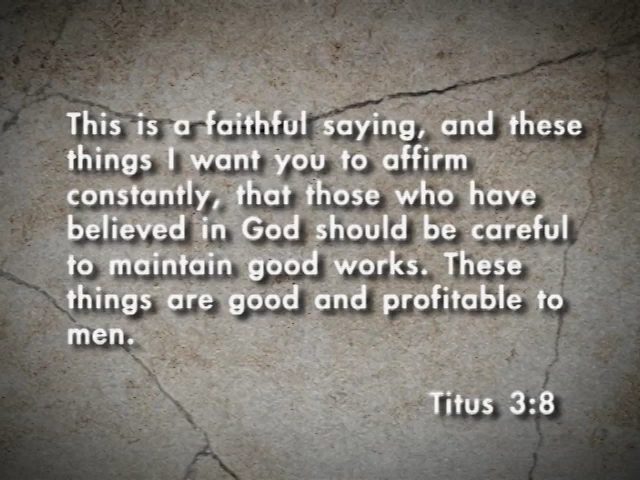 This is a faithful saying, and these
things I want you to affirm
constantly, that those who have
believed in God should be careful
to maintain good works. These
things are good and profitable to
men.
Titus 3:8